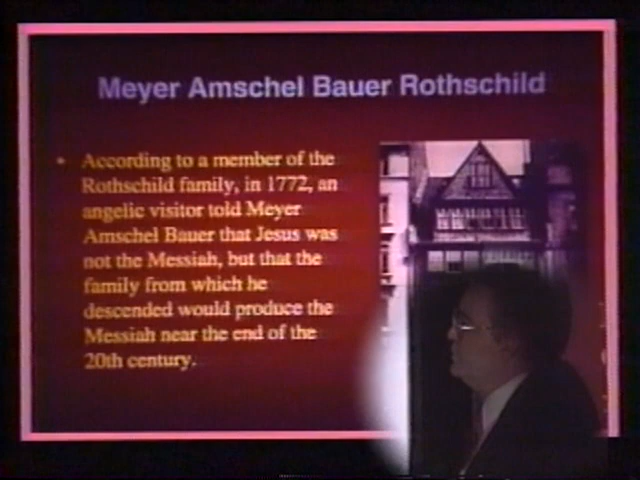 Meyer Amschel Bauer Rothschild
• According to a member of the
Rothschild family, in 1772, an
angelic visitor told Meyer
Amschel Bauer that Jesus was
not the Messiah, but that the
family from which he
descended would produce the
Messiah near the end of the
20th century.